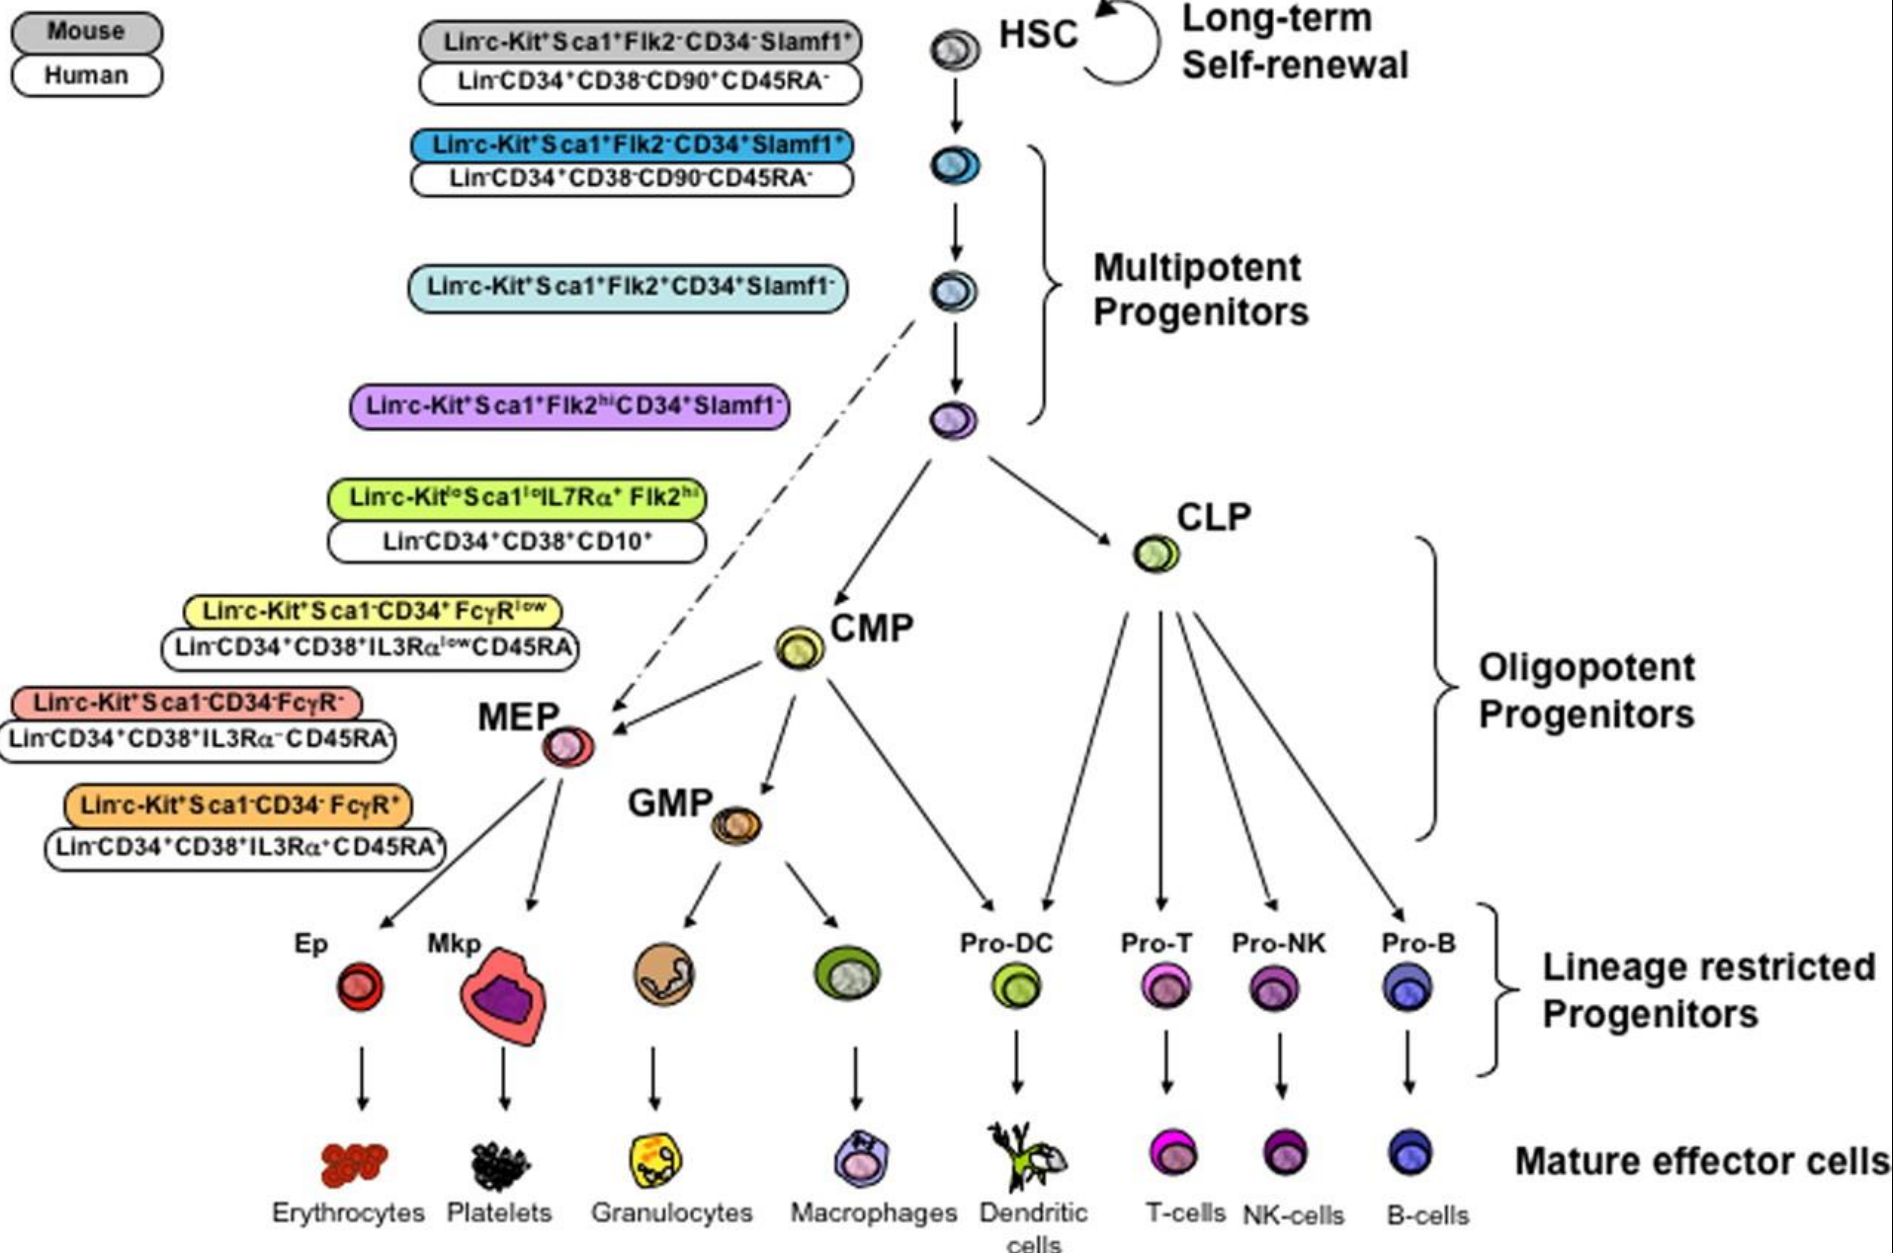 Mouse
Human
Lin⁻c-Kit⁺Sca1⁺Flk2⁻CD34⁻Slamf1⁺
Lin⁻CD34⁺CD38⁻CD90⁺CD45RA⁻
HSC
Long-term
Self-renewal
Lin⁻c-Kit⁺Sca1⁺Flk2⁻CD34⁺Slamf1⁺
Lin⁻CD34⁺CD38⁻CD90⁻CD45RA⁻
Lin⁻c-Kit⁺Sca1⁺Flk2⁺CD34⁺Slamf1⁻
Multipotent
Progenitors
Lin⁻c-Kit⁺Sca1⁺Flk2ʰⁱCD34⁺Slamf1⁻
Lin⁻c-KitˡᵒSca1ˡᵒIL7Rα⁺ Flk2ʰⁱ
Lin⁻CD34⁺CD38⁺CD10⁺
CLP
Lin⁻c-Kit⁺Sca1⁻CD34⁺ FcγRˡᵒʷ
Lin⁻CD34⁺CD38⁺IL3RαˡᵒʷCD45RA⁻
CMP
Oligopotent
Progenitors
Lin⁻c-Kit⁺Sca1⁻CD34⁻FcγR⁻
Lin⁻CD34⁺CD38⁺IL3Rα⁻CD45RA⁻
MEP
Lin⁻c-Kit⁺Sca1⁻CD34⁻ FcγR⁺
Lin⁻CD34⁺CD38⁺IL3Rα⁺CD45RA⁺
GMP
Ep
Mkp
Pro-DC
Pro-T
Pro-NK
Pro-B
Lineage restricted
Progenitors
Mature effector cells
Erythrocytes
Platelets
Granulocytes
Macrophages
Dendritic
cells
T-cells
NK-cells
B-cells